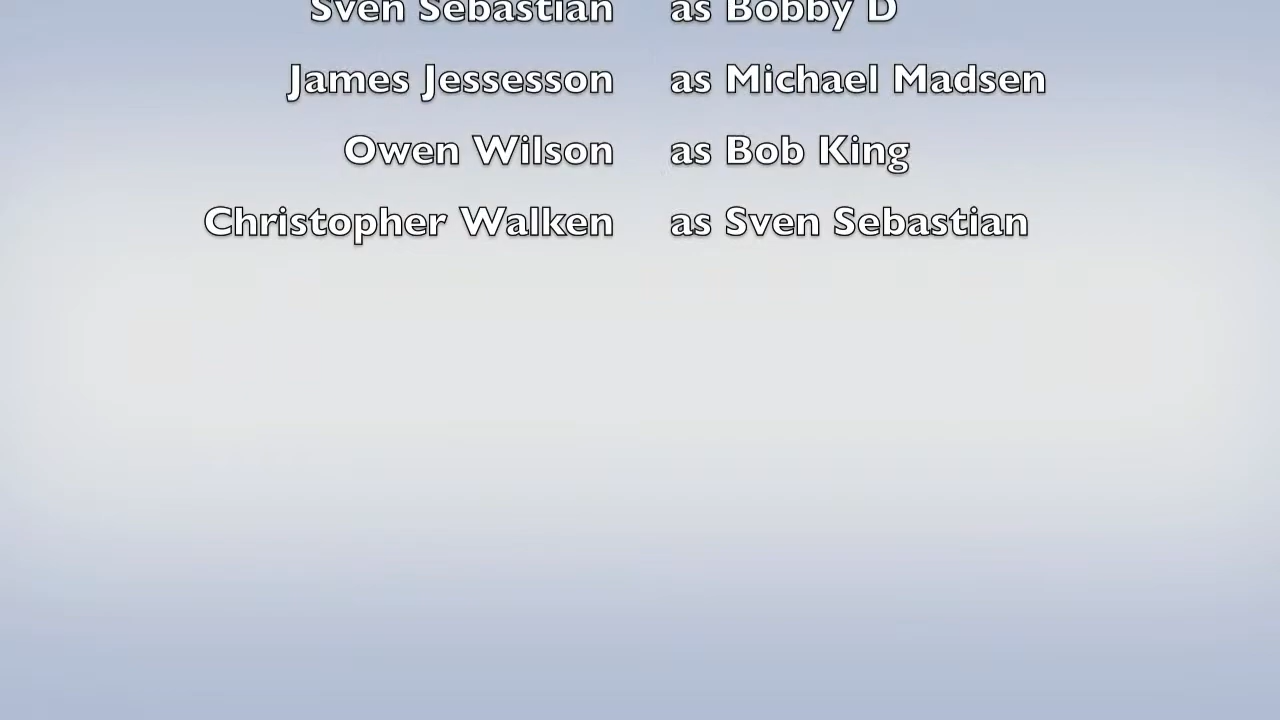 Sven Sebastian as Bobby D
James Jessesson as Michael Madsen
Owen Wilson as Bob King
Christopher Walken as Sven Sebastian